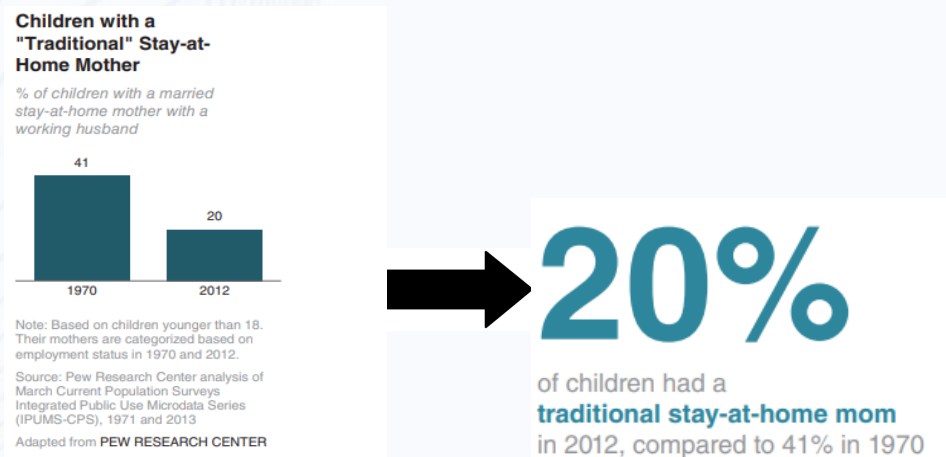 Children with a
"Traditional" Stay-at-
Home Mother
% of children with a married
stay-at-home mother with a
working husband
41
20
1970
2012
Note: Based on children younger than 18.
Their mothers are categorized based on
employment status in 1970 and 2012.
Source: Pew Research Center analysis of
March Current Population Surveys
Integrated Public Use Microdata Series
(IPUMS-CPS), 1971 and 2013
Adapted from PEW RESEARCH CENTER
20%
of children had a
traditional stay-at-home mom
in 2012, compared to 41% in 1970